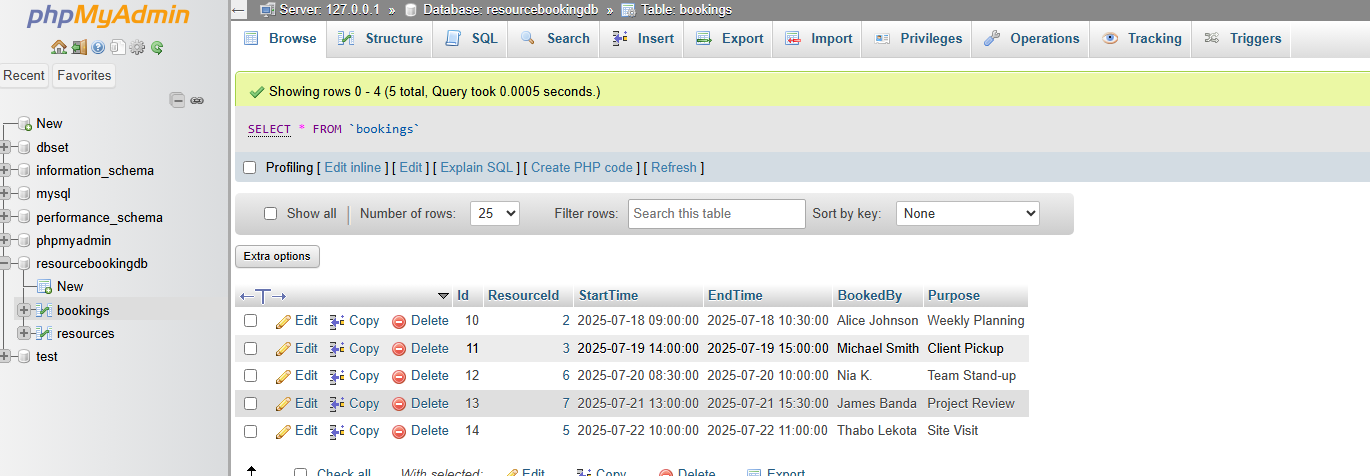 phpMyAdmin
Recent Favorites
New
dbset
information_schema
mysql
performance_schema
phpmyadmin
resourcebookingdb
New
bookings
resources
test
Server: 127.0.0.1 » Database: resourcebookingdb » Table: bookings
Browse Structure SQL Search Insert Export Import Privileges Operations Tracking Triggers
Showing rows 0 - 4 (5 total, Query took 0.0005 seconds.)
SELECT * FROM `bookings`
Profiling [ Edit inline ] [ Edit ] [ Explain SQL ] [ Create PHP code ] [ Refresh ]
Show all | Number of rows: 25 Filter rows: Search this table Sort by key: None
Extra options
←T→ Id ResourceId StartTime EndTime BookedBy Purpose
Edit Copy Delete 10 2 2025-07-18 09:00:00 2025-07-18 10:30:00 Alice Johnson Weekly Planning
Edit Copy Delete 11 3 2025-07-19 14:00:00 2025-07-19 15:00:00 Michael Smith Client Pickup
Edit Copy Delete 12 6 2025-07-20 08:30:00 2025-07-20 10:00:00 Nia K. Team Stand-up
Edit Copy Delete 13 7 2025-07-21 13:00:00 2025-07-21 15:30:00 James Banda Project Review
Edit Copy Delete 14 5 2025-07-22 10:00:00 2025-07-22 11:00:00 Thabo Lekota Site Visit
Check all With selected: Edit Copy Delete Export